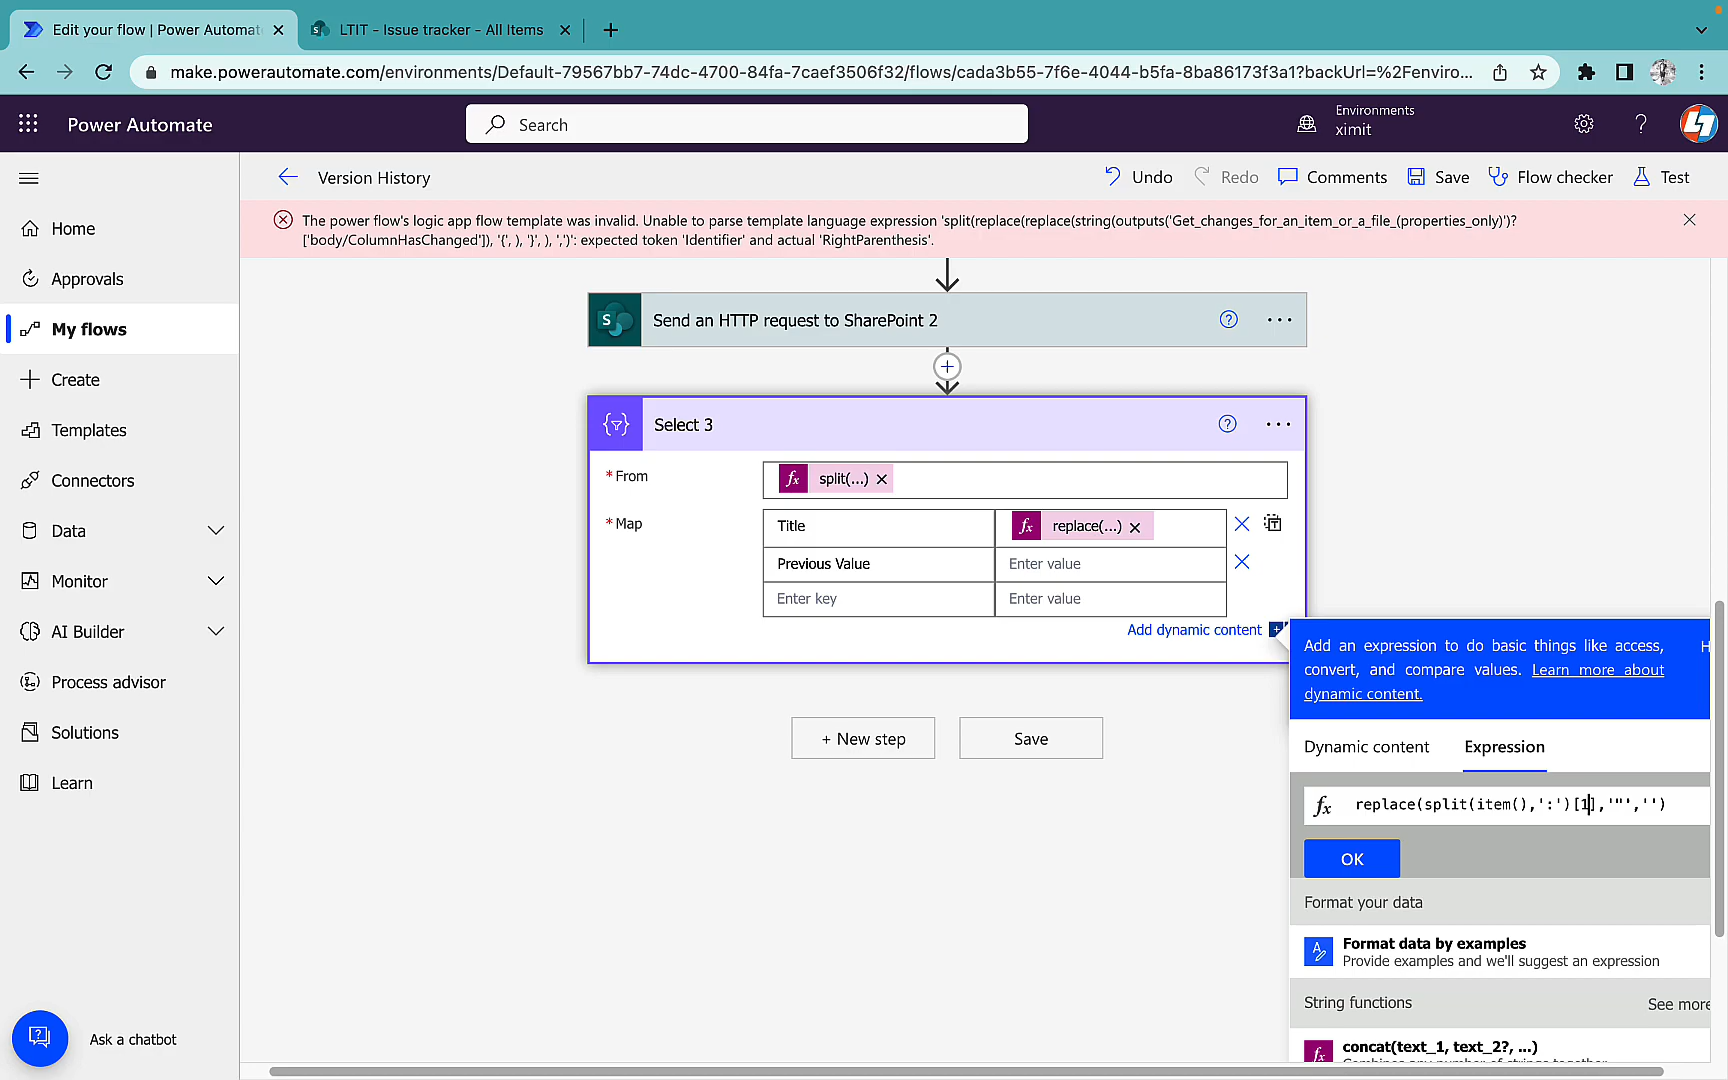 Edit your flow | Power Automat
LTIT - Issue tracker - All Items
make.powerautomate.com/environments/Default-79567bb7-74dc-4700-84fa-7caef3506f32/flows/cada3b55-7f6e-4044-b5fa-8ba86173f3a1?backUrl=%2Fenviro...
Power Automate
Search
Environments
ximit
Version History
Undo
Redo
Comments
Save
Flow checker
Test
The power flow's logic app flow template was invalid. Unable to parse template language expression 'split(replace(replace(string(outputs('Get_changes_for_an_item_or_a_file_(properties_only)')?
['body/ColumnHasChanged']), '{', ), '}', ), ',')': expected token 'Identifier' and actual 'RightParenthesis'.
Home
Approvals
My flows
Create
Templates
Connectors
Data
Monitor
AI Builder
Process advisor
Solutions
Learn
Ask a chatbot
S
Send an HTTP request to SharePoint 2
Select 3
* From
fx split(...)
* Map
Title
fx replace(...)
Previous Value
Enter value
Enter key
Enter value
Add dynamic content
+ New step
Save
Add an expression to do basic things like access,
convert, and compare values. Learn more about
dynamic content.
H
Dynamic content
Expression
fx replace(split(item(),':')[1],'"','')
OK
Format your data
Format data by examples
Provide examples and we'll suggest an expression
String functions
See more
fx concat(text_1, text_2?, ...)